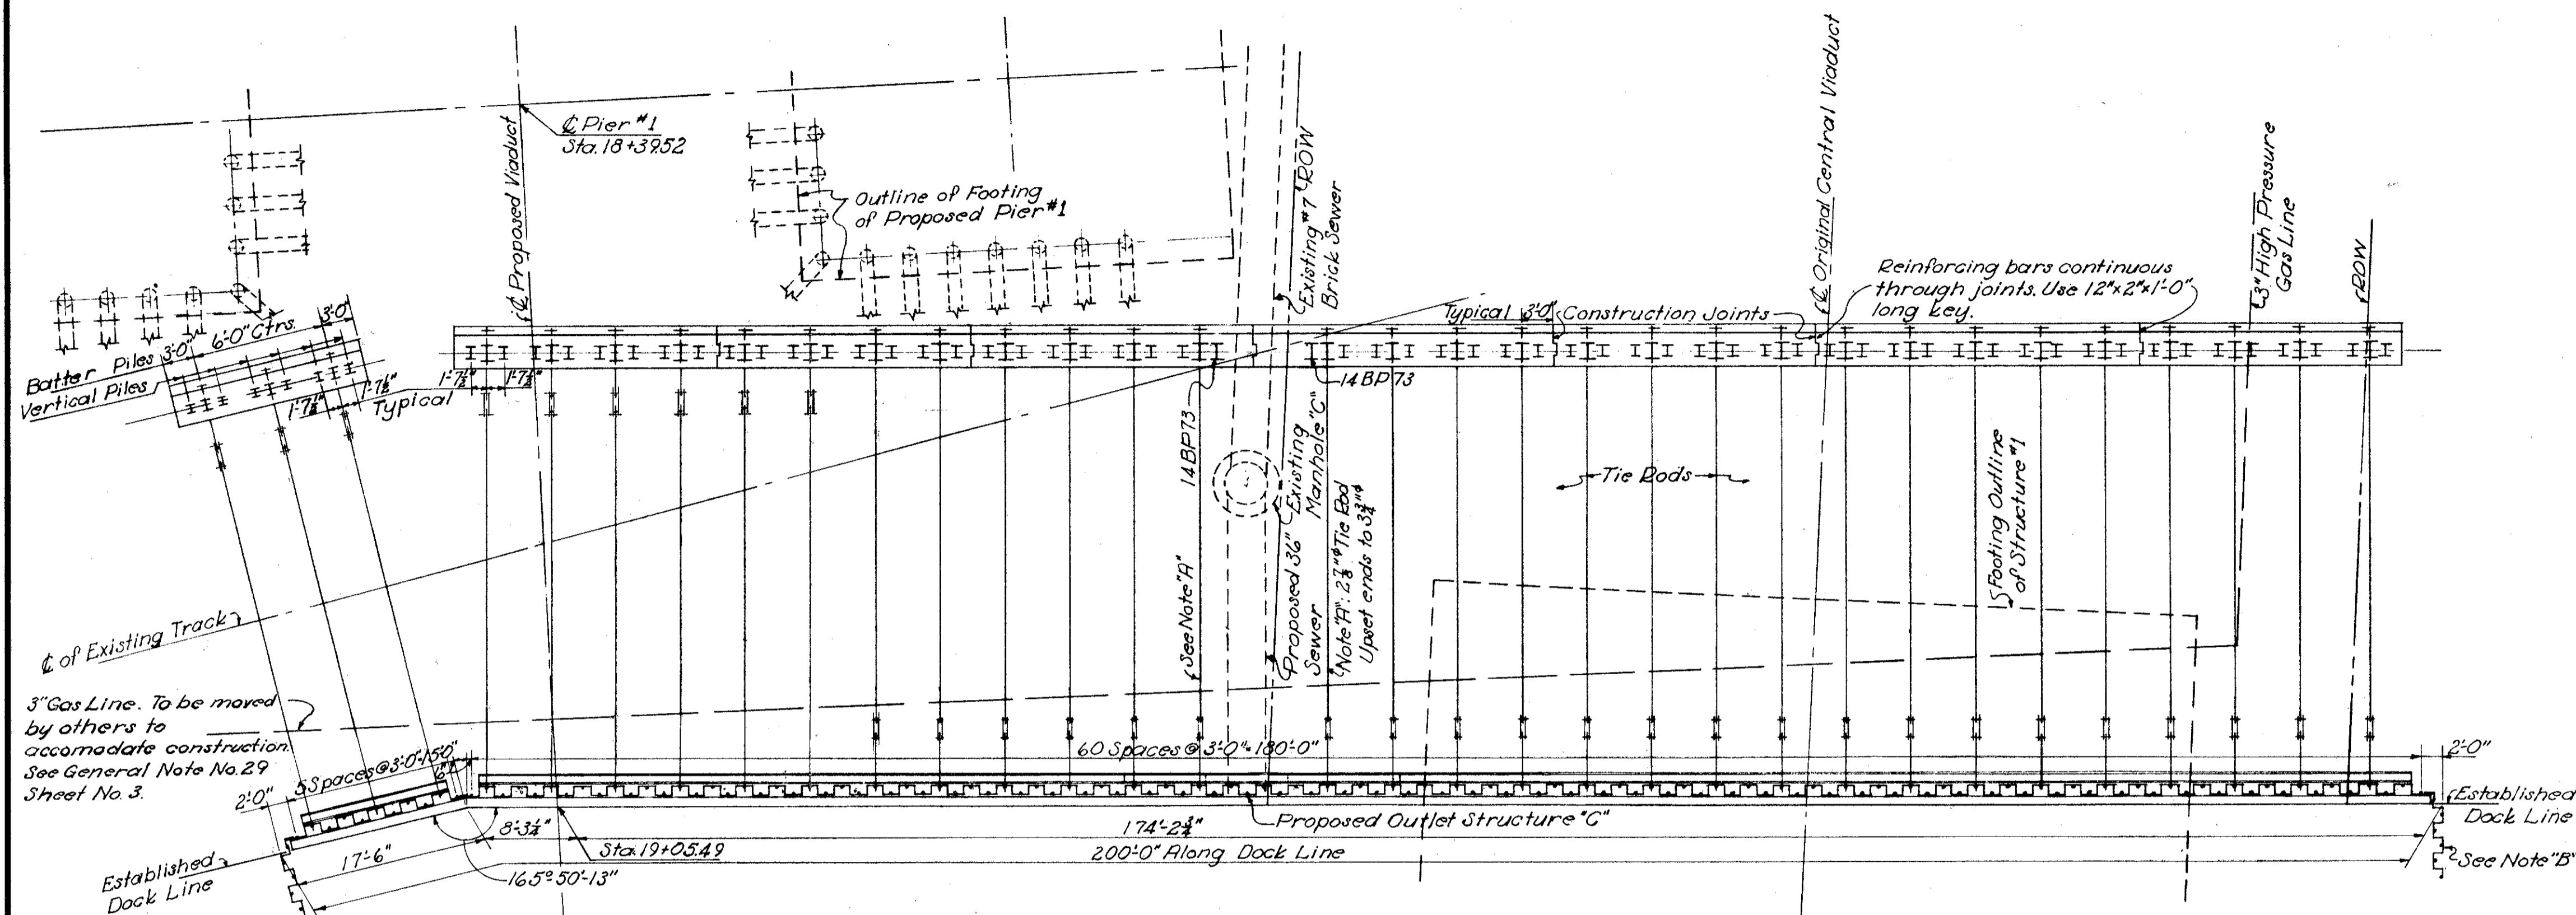 ℄ Pier #1
Sta. 18+39.52
℄ Proposed Viaduct
Outline of Footing
of Proposed Pier #1
Existing #7 ROW
Brick Sewer
℄ Original Central Viaduct
Reinforcing bars continuous
through joints. Use 12"x2"x1'-0"
long key.
3" High Pressure
Gas Line
ROW
Typical 3'-0" Construction Joints
3'-0"
6'-0" Ctrs.
3'-0"
Batter Piles
Vertical Piles
1'-7½" 1'-7½"
Typical
1'-7½" 1'-7½"
14BP73
14BP73
Existing
Manhole "C"
Tie Rods
Footing Outline
of Structure #1
See Note "A"
Proposed 36"
Sewer
Note "A": 2⅞"φ Tie Rod
Upset ends to 3¾"φ
℄ of Existing Track
3" Gas Line. To be moved
by others to
accomodate construction.
See General Note No. 29
Sheet No. 3.
5 Spaces @ 3'-0"=15'-0"
6"
60 Spaces @ 3'-0"=180'-0"
2'-0"
2'-0"
Established
Dock Line
8'-3¼"
174'-2¾"
Proposed Outlet Structure "C"
17'-6"
Sta. 19+05.49
200'-0" Along Dock Line
165°50'-13"
See Note "B"
Established
Dock Line